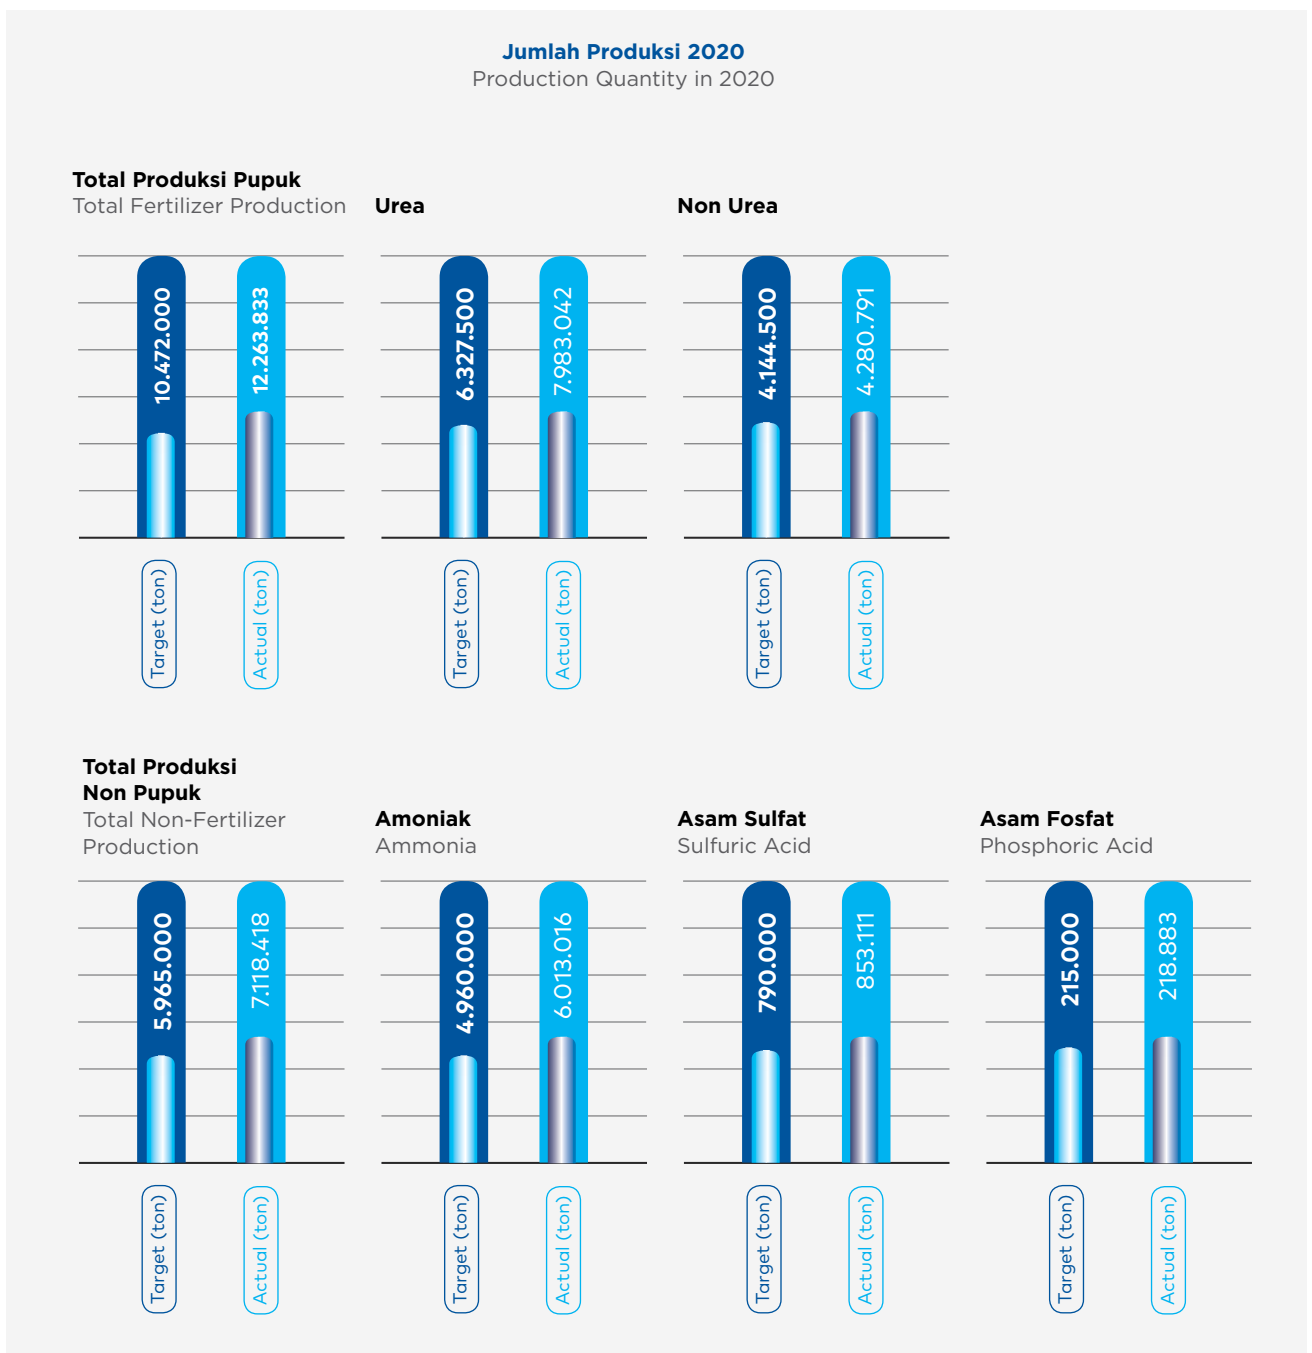 Jumlah Produksi 2020
Production Quantity in 2020
Total Produksi Pupuk
Total Fertilizer Production
10.472.000
12.263.833
Target (ton)
Actual (ton)
Urea
6.327.500
7.983.042
Target (ton)
Actual (ton)
Non Urea
4.144.500
4.280.791
Target (ton)
Actual (ton)
Total Produksi
Non Pupuk
Total Non-Fertilizer
Production
5.965.000
7.118.418
Target (ton)
Actual (ton)
Amoniak
Ammonia
4.960.000
6.013.016
Target (ton)
Actual (ton)
Asam Sulfat
Sulfuric Acid
790.000
853.111
Target (ton)
Actual (ton)
Asam Fosfat
Phosphoric Acid
215.000
218.883
Target (ton)
Actual (ton)